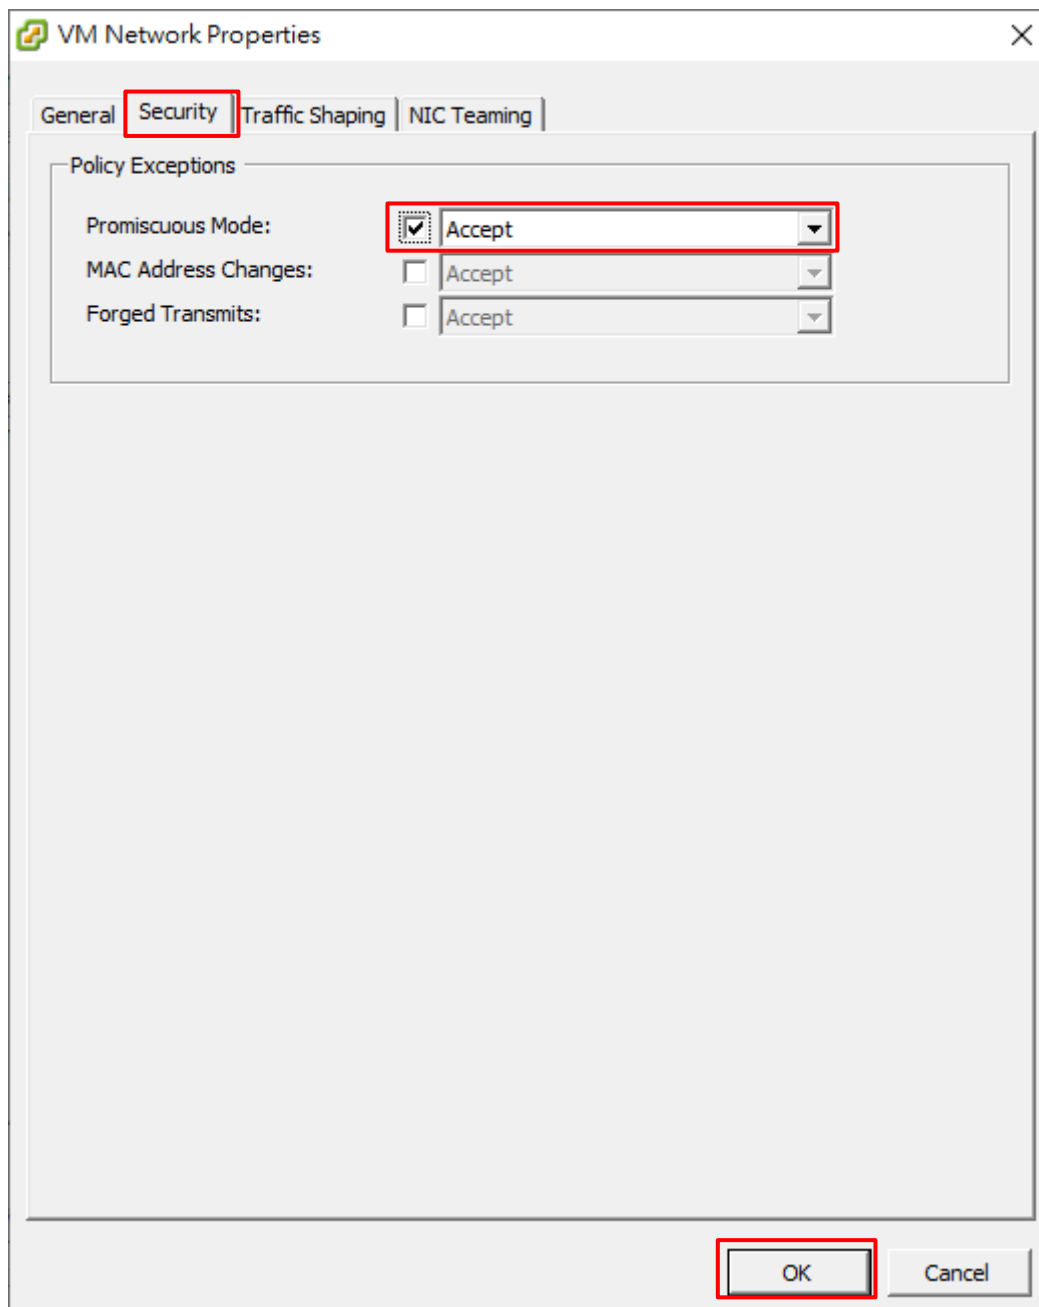 VM Network Properties
General Security Traffic Shaping NIC Teaming
Policy Exceptions
Promiscuous Mode: Accept
MAC Address Changes: Accept
Forged Transmits: Accept
OK Cancel